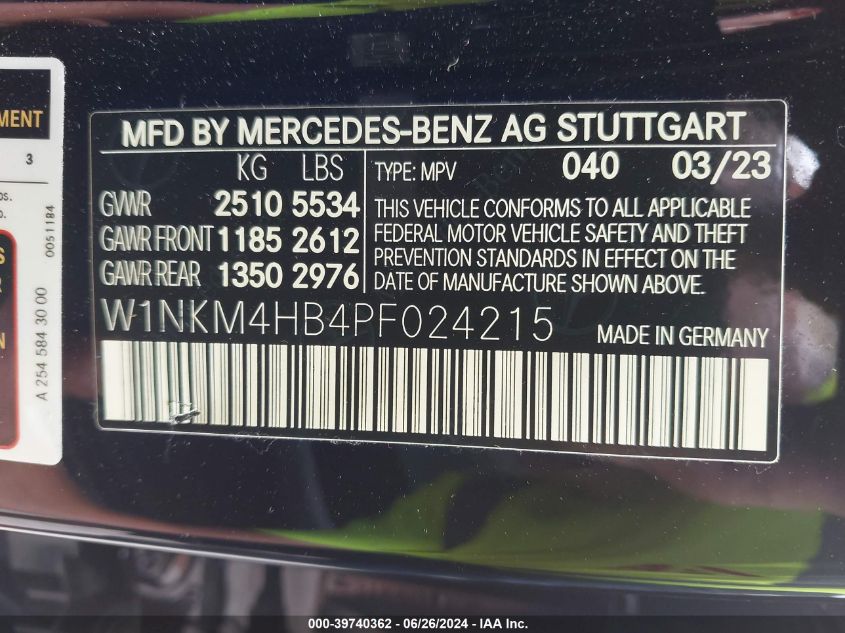 MENT
3
os.
0.
S
R
N
A 254 584 30 00
0051184
MFD BY MERCEDES-BENZ AG STUTTGART
KG LBS
GVWR 2510 5534
GAWR FRONT 1185 2612
GAWR REAR 1350 2976
TYPE: MPV 040 03/23
THIS VEHICLE CONFORMS TO ALL APPLICABLE
FEDERAL MOTOR VEHICLE SAFETY AND THEFT
PREVENTION STANDARDS IN EFFECT ON THE
DATE OF MANUFACTURE SHOWN ABOVE.
W1NKM4HB4PF024215 MADE IN GERMANY
000-39740362 / 06/26/2024 - IAA Inc.